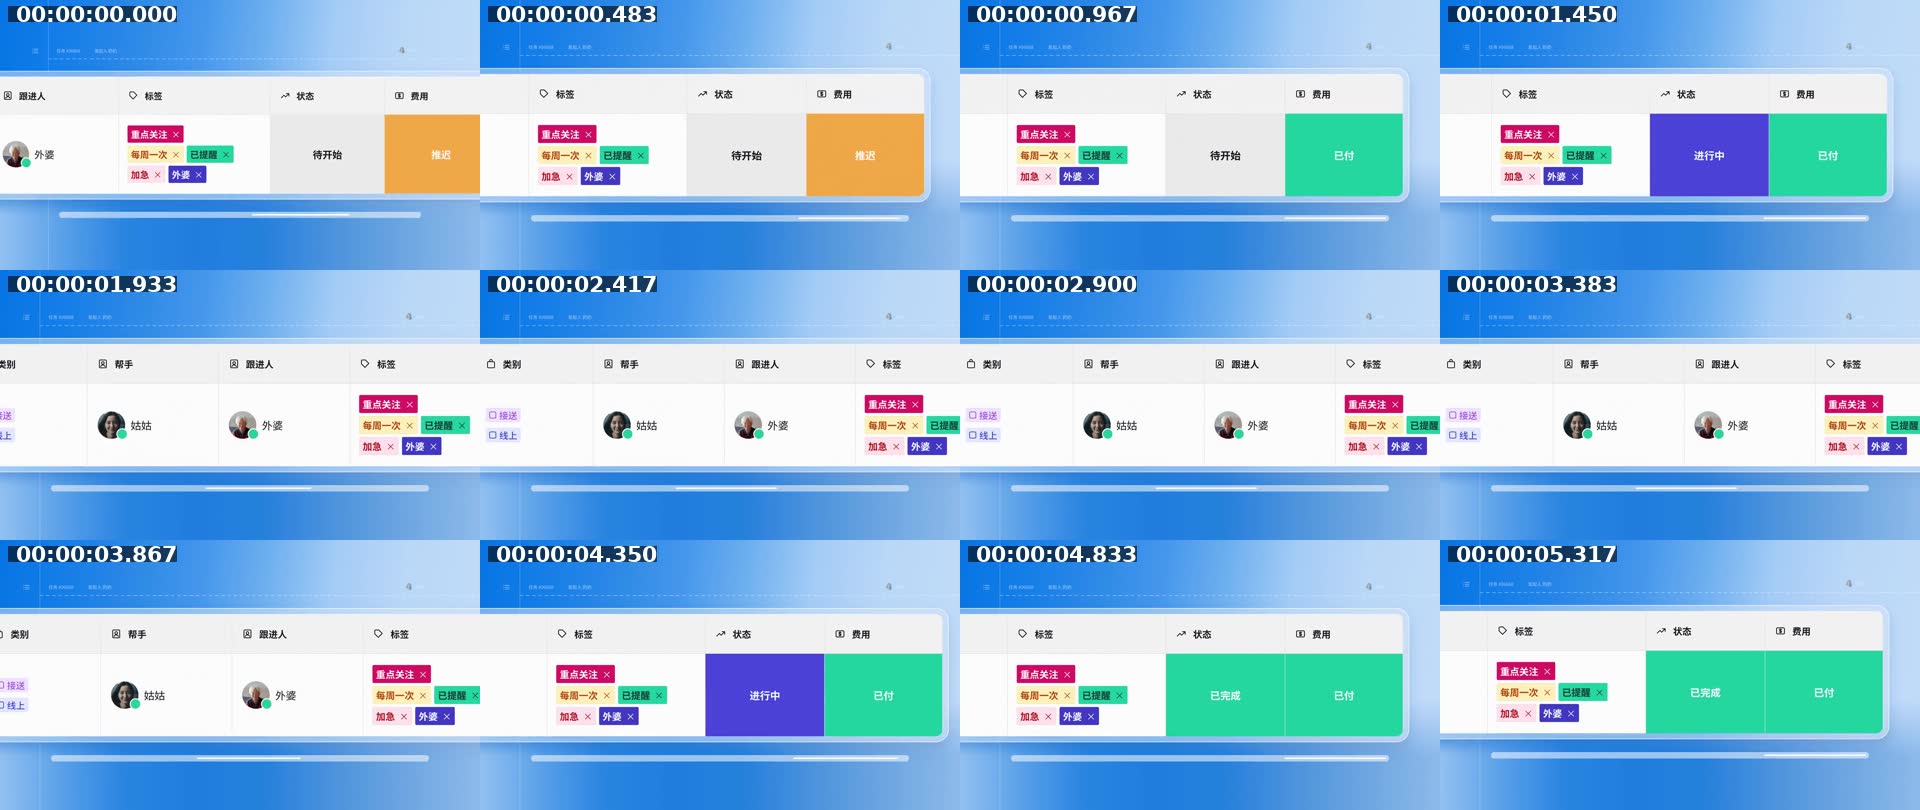 00:00:00.000
4
跟进人 标签 状态 费用
外婆
重点关注 ×
每周一次 × 已提醒 ×
加急 × 外婆 ×
待开始
推迟
00:00:00.483
4
标签 状态 费用
重点关注 ×
每周一次 × 已提醒 ×
加急 × 外婆 ×
待开始
推迟
00:00:00.967
4
标签 状态 费用
重点关注 ×
每周一次 × 已提醒 ×
加急 × 外婆 ×
待开始
已付
00:00:01.450
4
标签 状态 费用
重点关注 ×
每周一次 × 已提醒 ×
加急 × 外婆 ×
进行中
已付
00:00:01.933
4
类别 帮手 跟进人 标签
送
线上
姑姑
外婆
重点关注 ×
每周一次 × 已提醒 ×
加急 × 外婆 ×
00:00:02.417
4
类别 帮手 跟进人 标签
接送
线上
姑姑
外婆
重点关注 ×
每周一次 × 已提醒
加急 × 外婆 ×
00:00:02.900
4
类别 帮手 跟进人 标签
接送
线上
姑姑
外婆
重点关注 ×
每周一次 × 已提醒
加急 × 外婆 ×
00:00:03.383
4
类别 帮手 跟进人 标签
接送
线上
姑姑
外婆
重点关注 ×
每周一次 × 已提醒
加急 × 外婆 ×
00:00:03.867
4
类别 帮手 跟进人 标签
接送
线上
姑姑
外婆
重点关注 ×
每周一次 × 已提醒 ×
加急 × 外婆 ×
00:00:04.350
4
标签 状态 费用
重点关注 ×
每周一次 × 已提醒 ×
加急 × 外婆 ×
进行中
已付
00:00:04.833
4
标签 状态 费用
重点关注 ×
每周一次 × 已提醒 ×
加急 × 外婆 ×
已完成
已付
00:00:05.317
4
标签 状态 费用
重点关注 ×
每周一次 × 已提醒 ×
加急 × 外婆 ×
已完成
已付